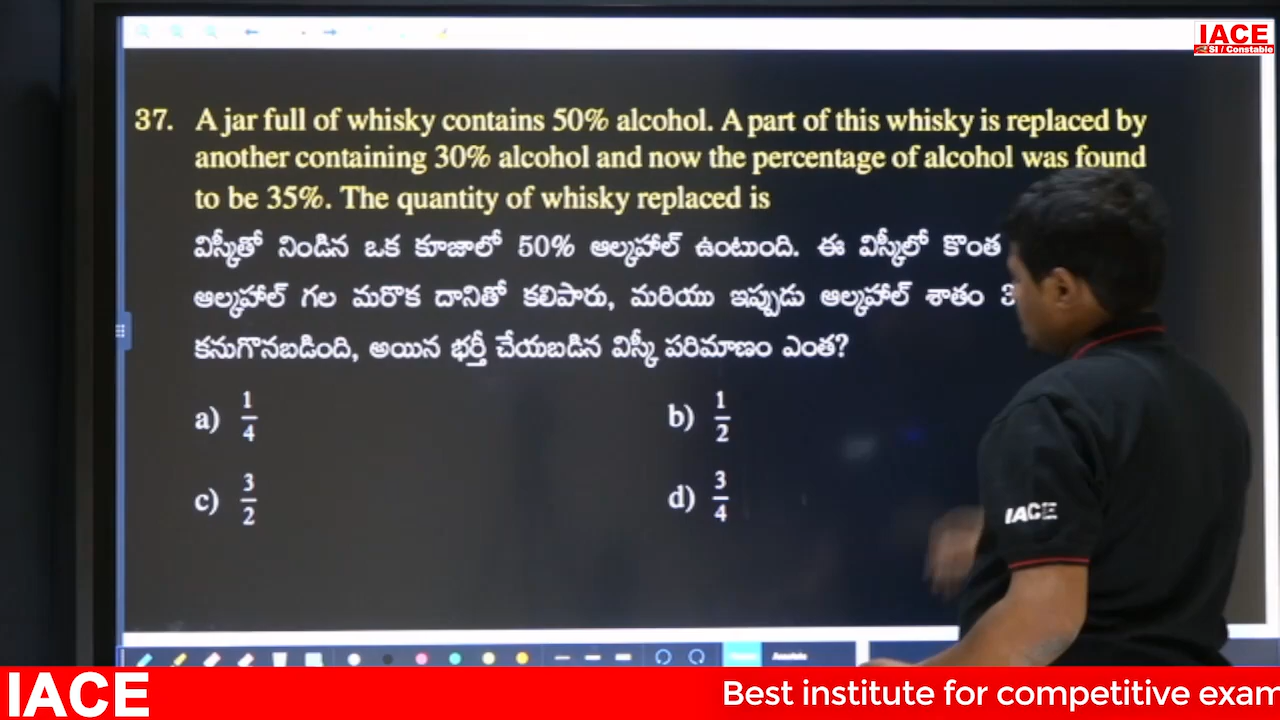 IACE
SI / Constable
37. A jar full of whisky contains 50% alcohol. A part of this whisky is replaced by
another containing 30% alcohol and now the percentage of alcohol was found
to be 35%. The quantity of whisky replaced is
విస్కీతో నిండిన ఒక కూజాలో 50% ఆల్కహాల్ ఉంటుంది. ఈ విస్కీలో కొంత
ఆల్కహాల్ గల మరొక దానితో కలిపారు, మరియు ఇప్పుడు ఆల్కహాల్ శాతం 3
కనుగొనబడింది, అయిన భర్తీ చేయబడిన విస్కీ పరిమాణం ఎంత?
a) 1/4 b) 1/2
c) 3/2 d) 3/4
IACE
IACE
Best institute for competitive exam